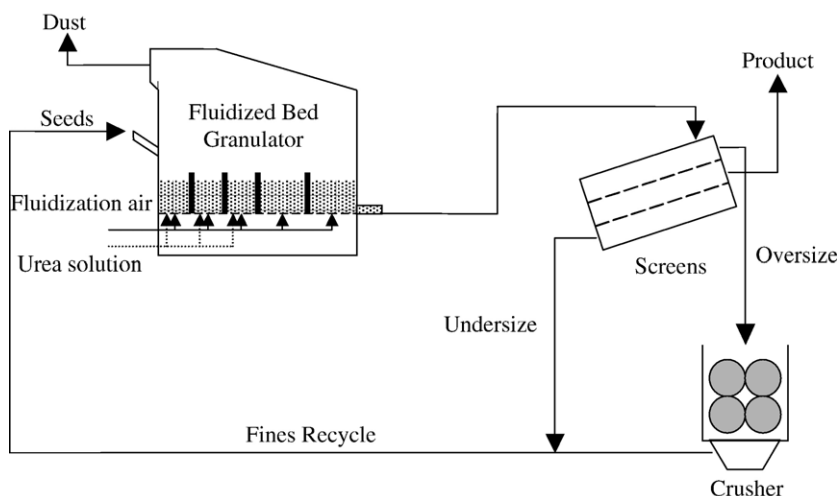 Dust
Product
Seeds
Fluidized Bed
Granulator
Fluidization air
Urea solution
Screens
Oversize
Undersize
Fines Recycle
Crusher